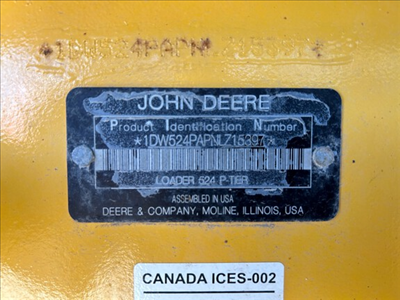 JOHN DEERE
Product Identification Number
*1DW524PAPNLZ15397*
LOADER 524 P-TIER
ASSEMBLED IN USA
DEERE & COMPANY, MOLINE, ILLINOIS, USA
CANADA ICES-002